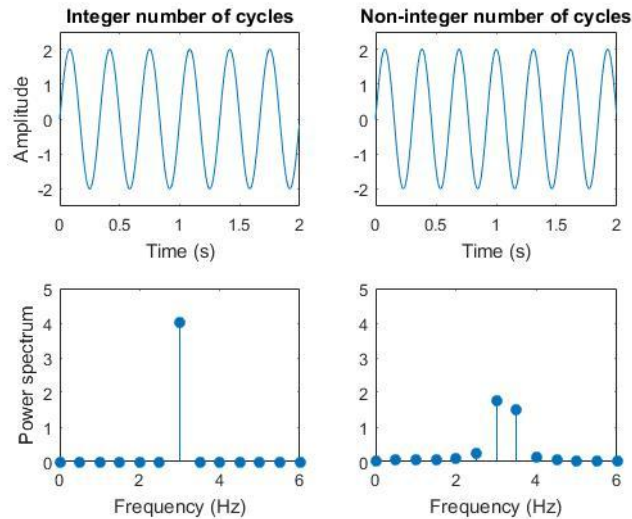 Integer number of cycles
Non-integer number of cycles
Amplitude
2
1
0
-1
-2
0 0.5 1 1.5 2
Time (s)
2
1
0
-1
-2
0 0.5 1 1.5 2
Time (s)
Power spectrum
5
4
3
2
1
0
0 2 4 6
Frequency (Hz)
5
4
3
2
1
0
0 2 4 6
Frequency (Hz)